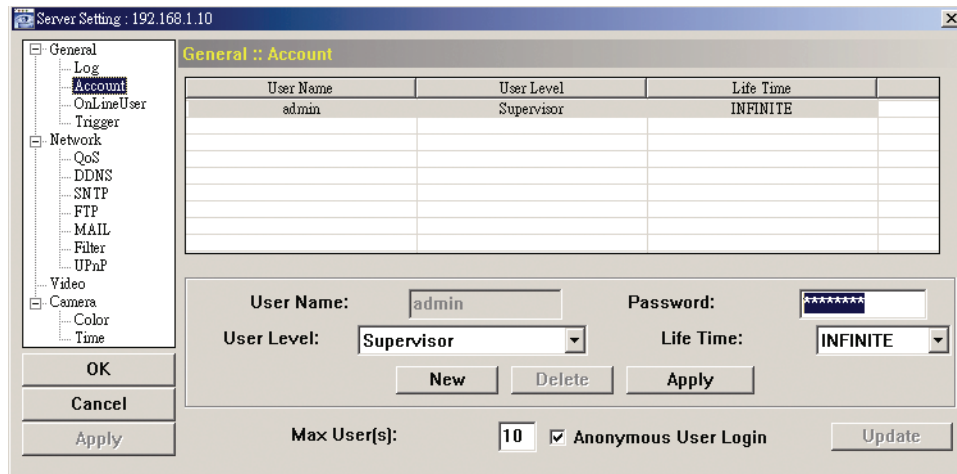 Server Setting : 192.168.1.10
General
Log
Account
OnLineUser
Trigger
Network
QoS
DDNS
SNTP
FTP
MAIL
Filter
UPnP
Video
Camera
Color
Time
OK
Cancel
Apply
General :: Account
User Name User Level Life Time
admin Supervisor INFINITE
User Name: admin Password: ********
User Level: Supervisor Life Time: INFINITE
New Delete Apply
Max User(s): 10 Anonymous User Login Update